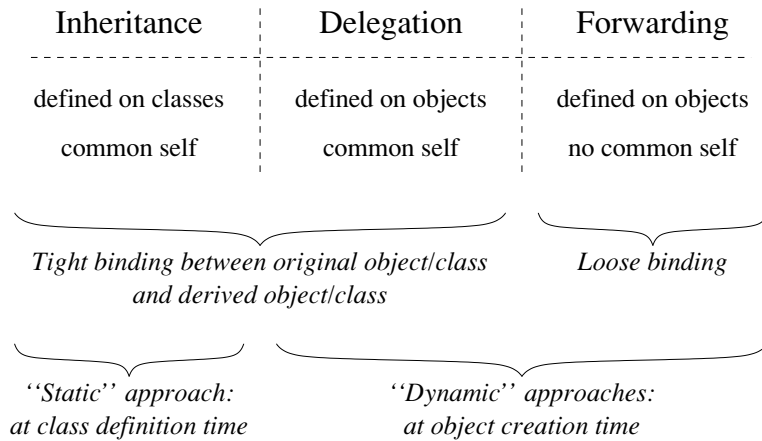 Inheritance Delegation Forwarding
defined on classes defined on objects defined on objects
common self common self no common self
Tight binding between original object/class Loose binding
and derived object/class
‘‘Static’’ approach: ‘‘Dynamic’’ approaches:
at class definition time at object creation time